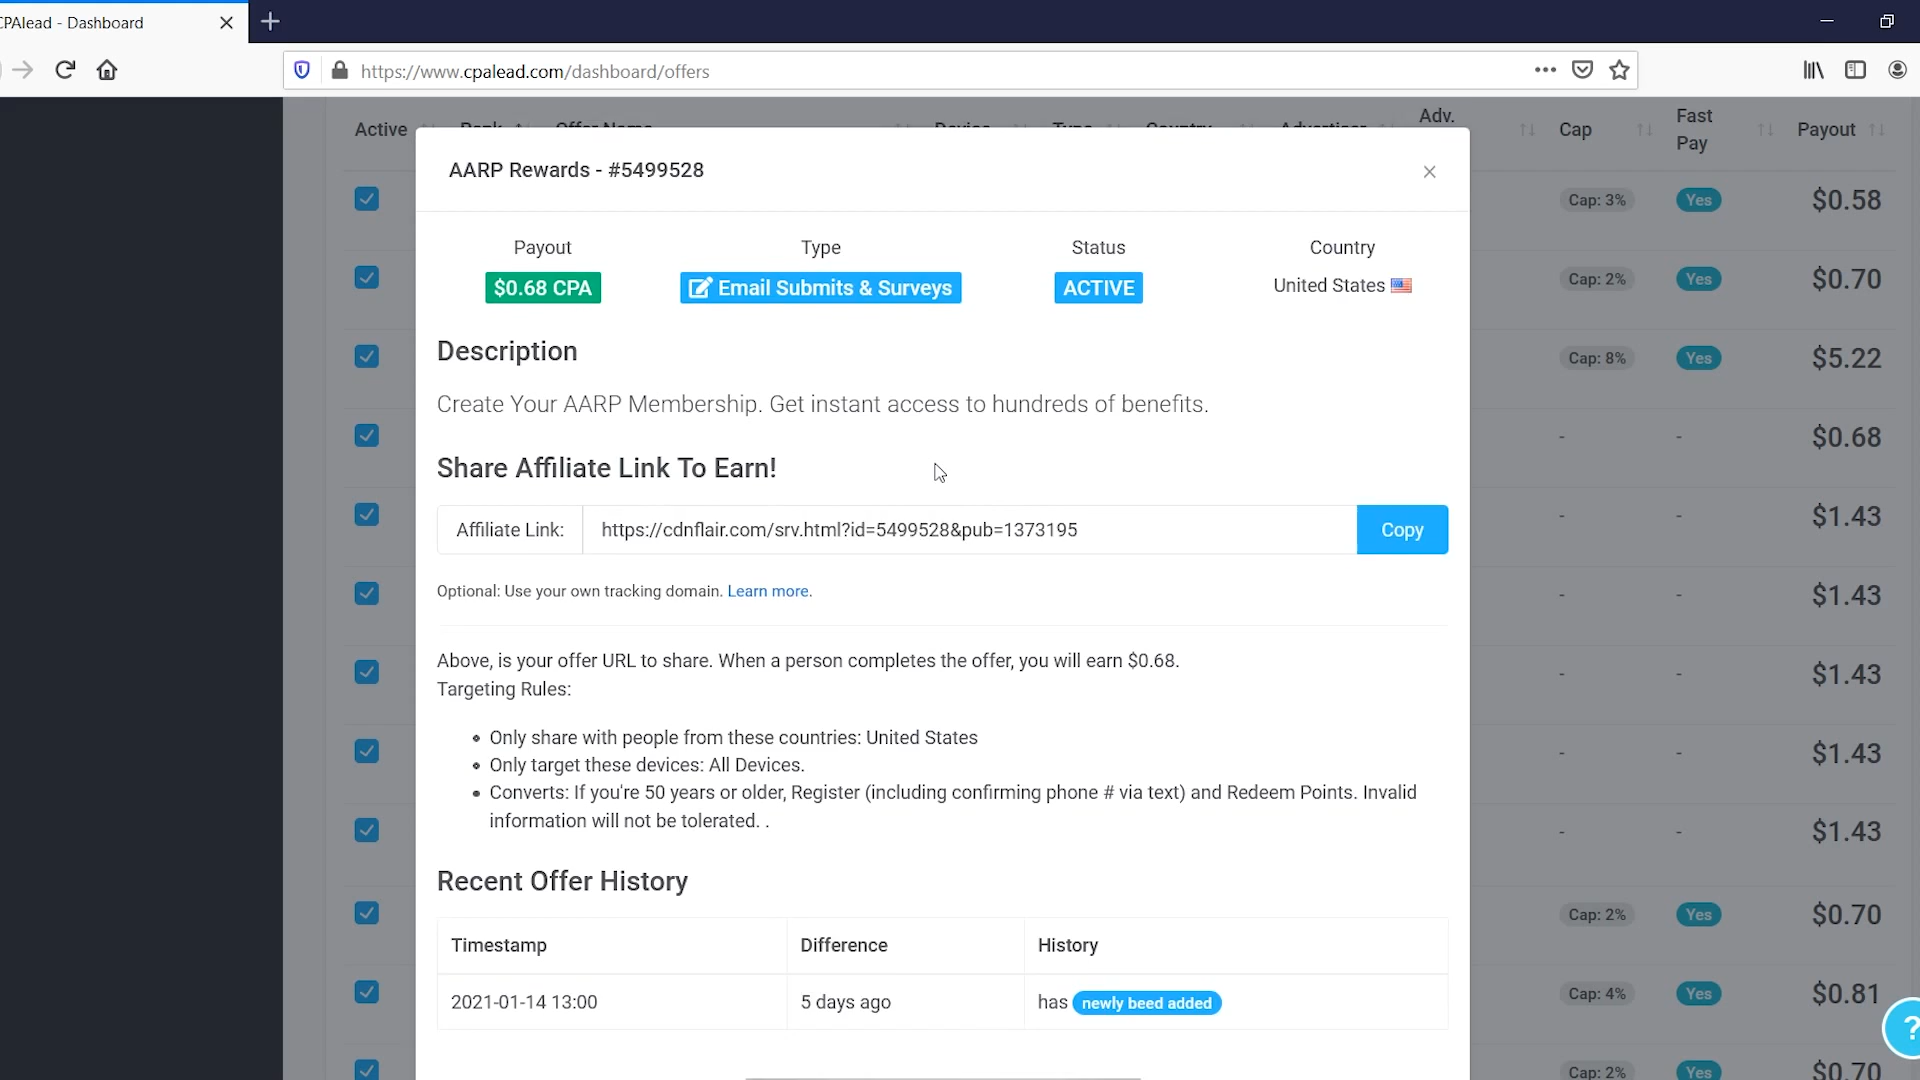 CPAlead - Dashboard
https://www.cpalead.com/dashboard/offers
Active
Adv.
Cap
Fast
Pay
Payout
AARP Rewards - #5499528
Payout
Type
Status
Country
$0.68 CPA
Email Submits & Surveys
ACTIVE
United States
Description
Create Your AARP Membership. Get instant access to hundreds of benefits.
Share Affiliate Link To Earn!
Affiliate Link:
https://cdnflair.com/srv.html?id=5499528&pub=1373195
Copy
Optional: Use your own tracking domain. Learn more.
Above, is your offer URL to share. When a person completes the offer, you will earn $0.68.
Targeting Rules:
• Only share with people from these countries: United States
• Only target these devices: All Devices.
• Converts: If you're 50 years or older, Register (including confirming phone # via text) and Redeem Points. Invalid
information will not be tolerated. .
Recent Offer History
Timestamp
Difference
History
2021-01-14 13:00
5 days ago
has newly beed added
Cap: 3% Yes $0.58
Cap: 2% Yes $0.70
Cap: 8% Yes $5.22
- - $0.68
- - $1.43
- - $1.43
- - $1.43
- - $1.43
- - $1.43
Cap: 2% Yes $0.70
Cap: 4% Yes $0.81
Cap: 2% Yes $0.70
?